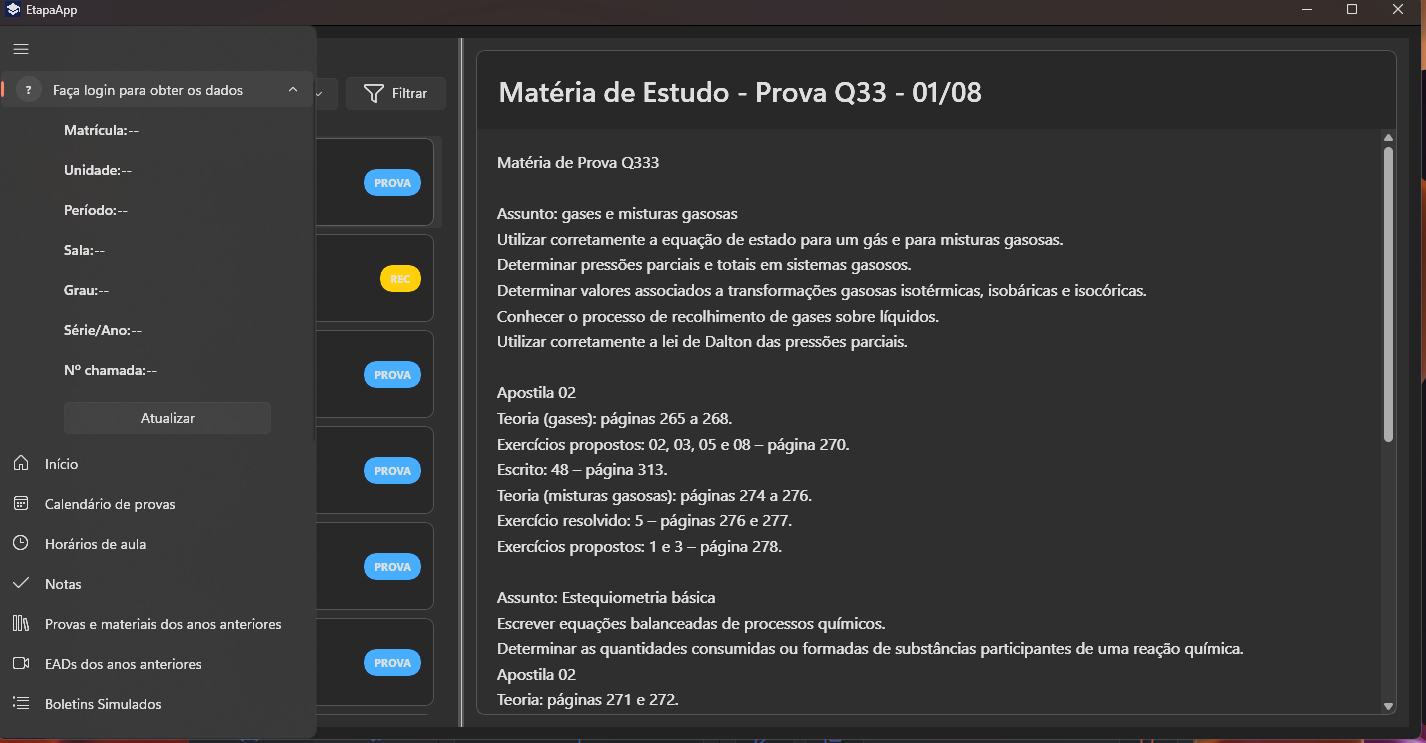 EtapaApp
? Faça login para obter os dados
Matrícula:--
Unidade:--
Período:--
Sala:--
Grau:--
Série/Ano:--
Nº chamada:--
Atualizar
Início
Calendário de provas
Horários de aula
Notas
Provas e materiais dos anos anteriores
EADs dos anos anteriores
Boletins Simulados
Filtrar
PROVA
REC
PROVA
PROVA
PROVA
PROVA
Matéria de Estudo - Prova Q33 - 01/08
Matéria de Prova Q333
Assunto: gases e misturas gasosas
Utilizar corretamente a equação de estado para um gás e para misturas gasosas.
Determinar pressões parciais e totais em sistemas gasosos.
Determinar valores associados a transformações gasosas isotérmicas, isobáricas e isocóricas.
Conhecer o processo de recolhimento de gases sobre líquidos.
Utilizar corretamente a lei de Dalton das pressões parciais.
Apostila 02
Teoria (gases): páginas 265 a 268.
Exercícios propostos: 02, 03, 05 e 08 – página 270.
Escrito: 48 – página 313.
Teoria (misturas gasosas): páginas 274 a 276.
Exercício resolvido: 5 – páginas 276 e 277.
Exercícios propostos: 1 e 3 – página 278.
Assunto: Estequiometria básica
Escrever equações balanceadas de processos químicos.
Determinar as quantidades consumidas ou formadas de substâncias participantes de uma reação química.
Apostila 02
Teoria: páginas 271 e 272.